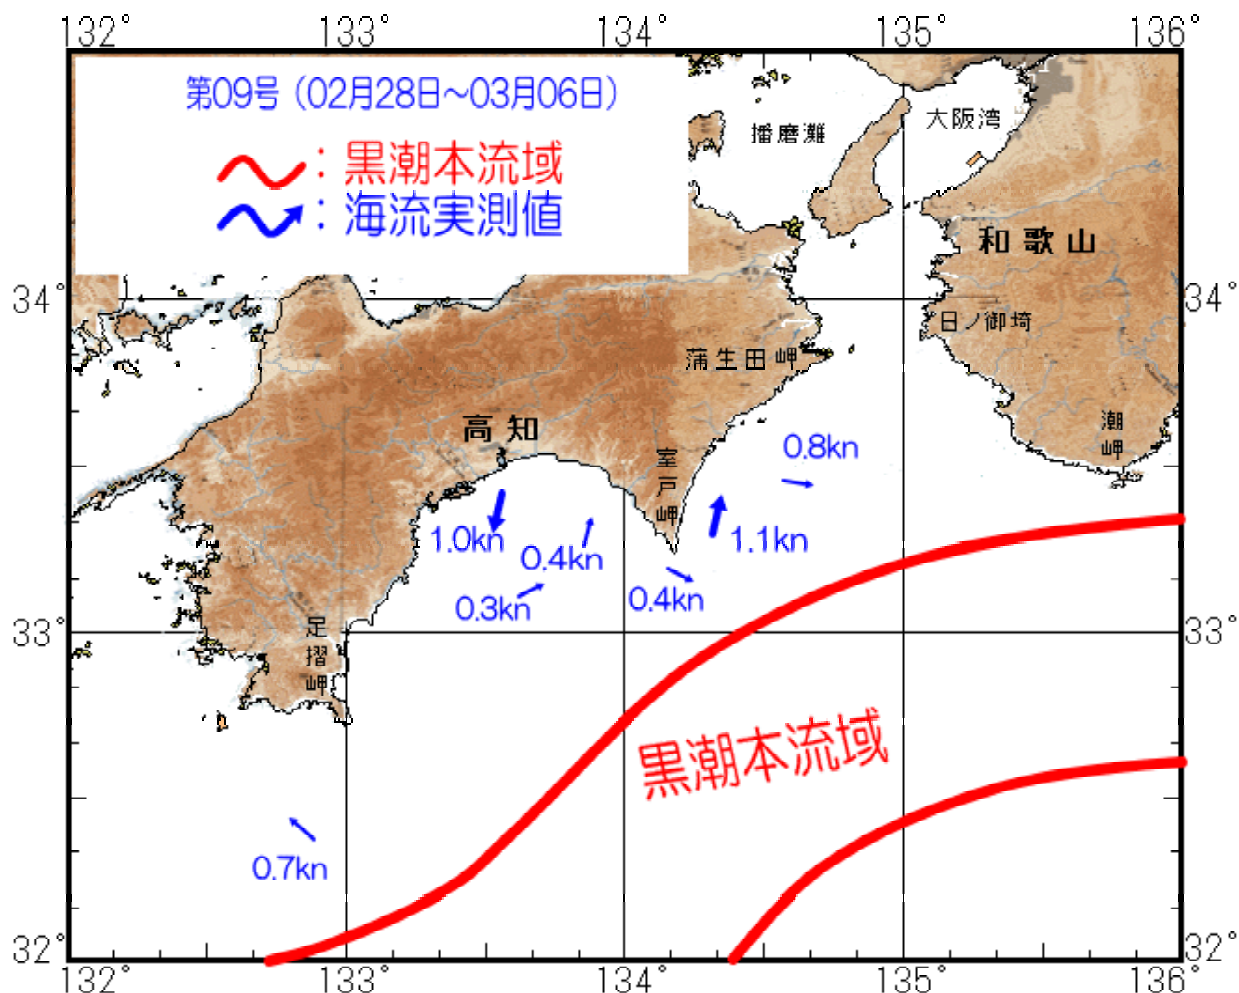 132° 133° 134° 135° 136°
第09号（02月28日～03月06日）
：黒潮本流域
：海流実測値
播磨灘
大阪湾
和歌山
34° 34°
日ノ御埼
蒲生田岬
潮岬
高知
室戸岬
0.8kn
1.0kn
0.4kn
1.1kn
0.3kn
0.4kn
33° 33°
足摺岬
黒潮本流域
0.7kn
32° 32°
132° 133° 134° 135° 136°